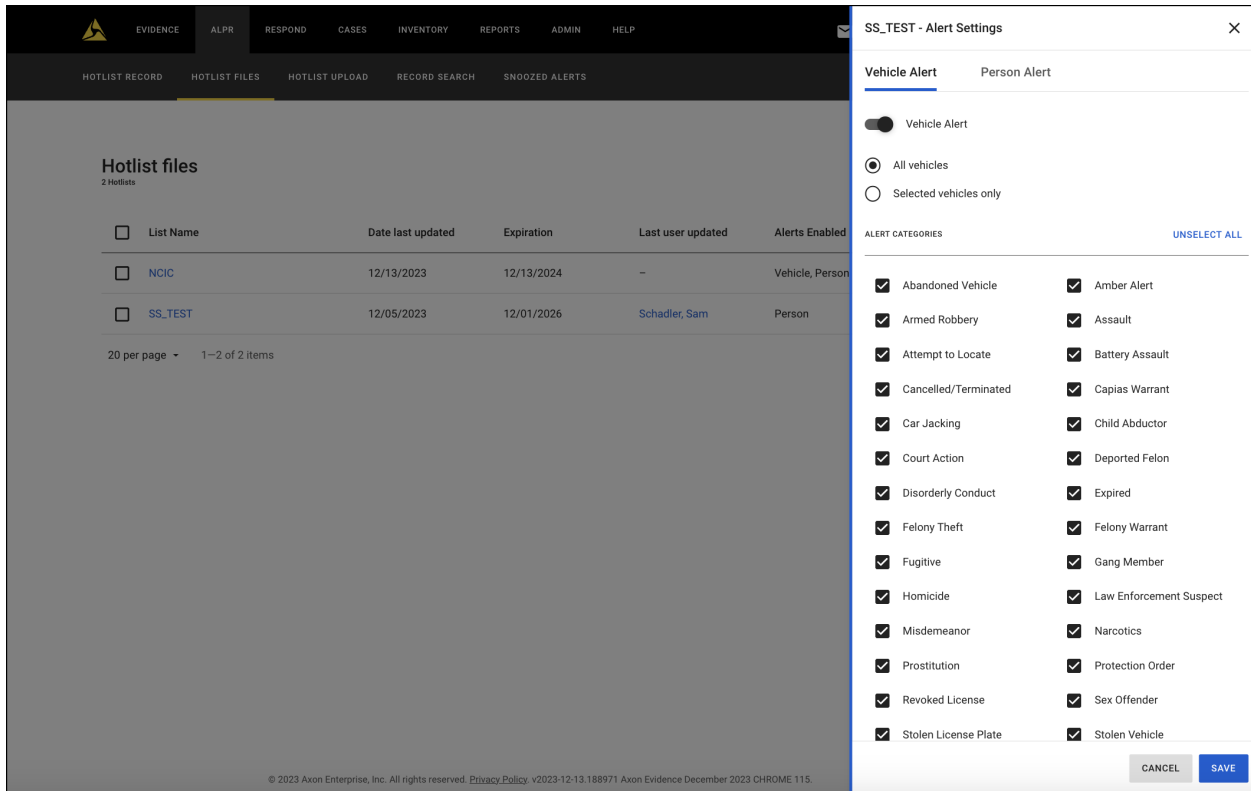 EVIDENCE ALPR RESPOND CASES INVENTORY REPORTS ADMIN HELP
HOTLIST RECORD HOTLIST FILES HOTLIST UPLOAD RECORD SEARCH SNOOZED ALERTS
Hotlist files
2 Hotlists
List Name Date last updated Expiration Last user updated Alerts Enabled
NCIC 12/13/2023 12/13/2024 – Vehicle, Person
SS_TEST 12/05/2023 12/01/2026 Schadler, Sam Person
20 per page 1–2 of 2 items
© 2023 Axon Enterprise, Inc. All rights reserved. Privacy Policy. v2023-12-13.188971 Axon Evidence December 2023 CHROME 115.
SS_TEST - Alert Settings
Vehicle Alert Person Alert
Vehicle Alert
All vehicles
Selected vehicles only
ALERT CATEGORIES UNSELECT ALL
Abandoned Vehicle Amber Alert
Armed Robbery Assault
Attempt to Locate Battery Assault
Cancelled/Terminated Capias Warrant
Car Jacking Child Abductor
Court Action Deported Felon
Disorderly Conduct Expired
Felony Theft Felony Warrant
Fugitive Gang Member
Homicide Law Enforcement Suspect
Misdemeanor Narcotics
Prostitution Protection Order
Revoked License Sex Offender
Stolen License Plate Stolen Vehicle
CANCEL SAVE